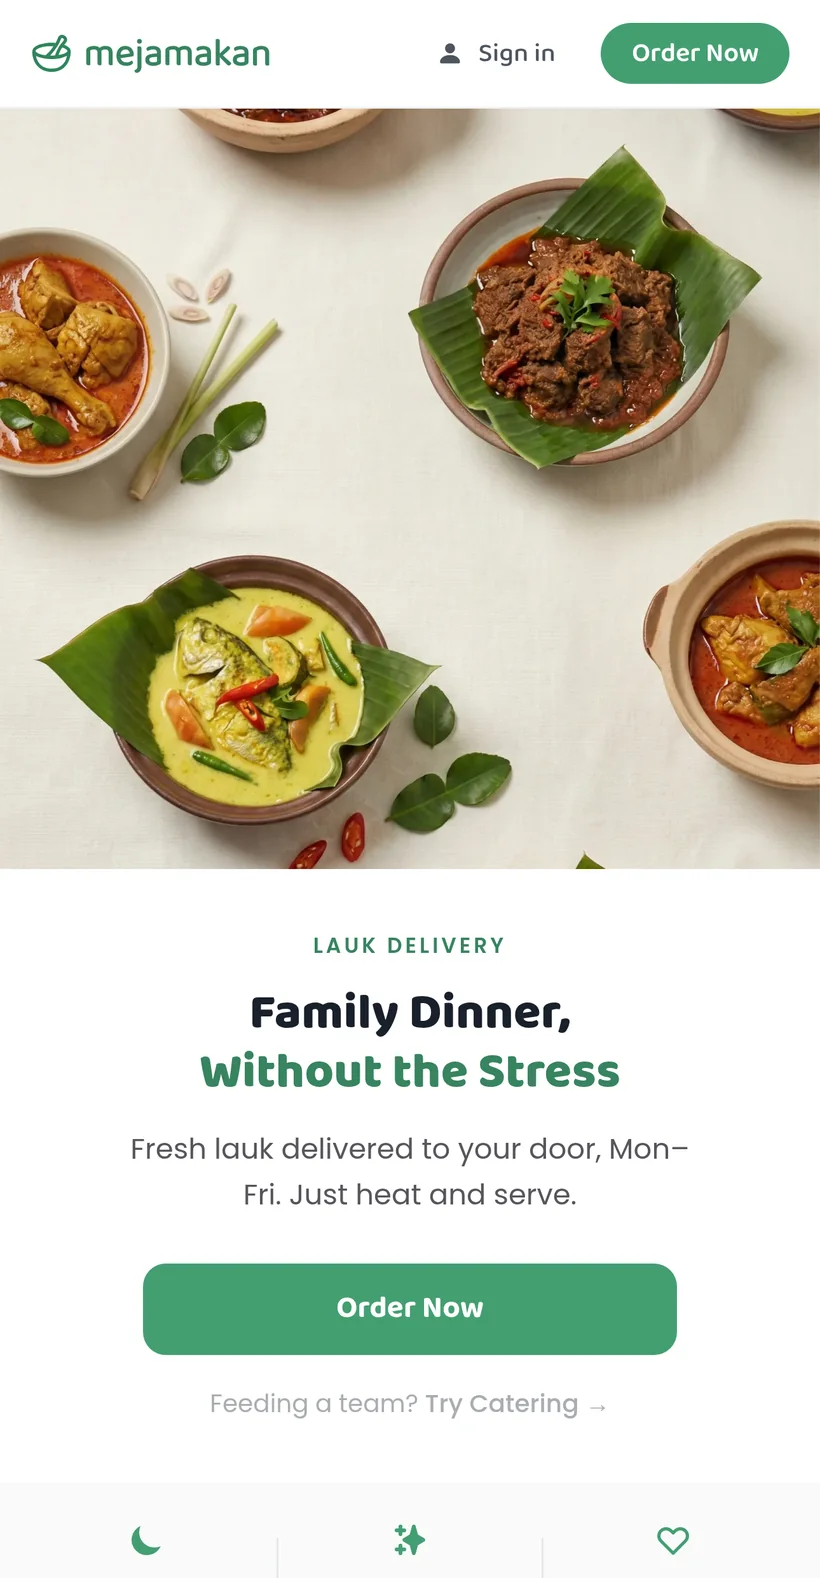 mejamakan
Sign in
Order Now
LAUK DELIVERY
Family Dinner,
Without the Stress
Fresh lauk delivered to your door, Mon–
Fri. Just heat and serve.
Order Now
Feeding a team? Try Catering →